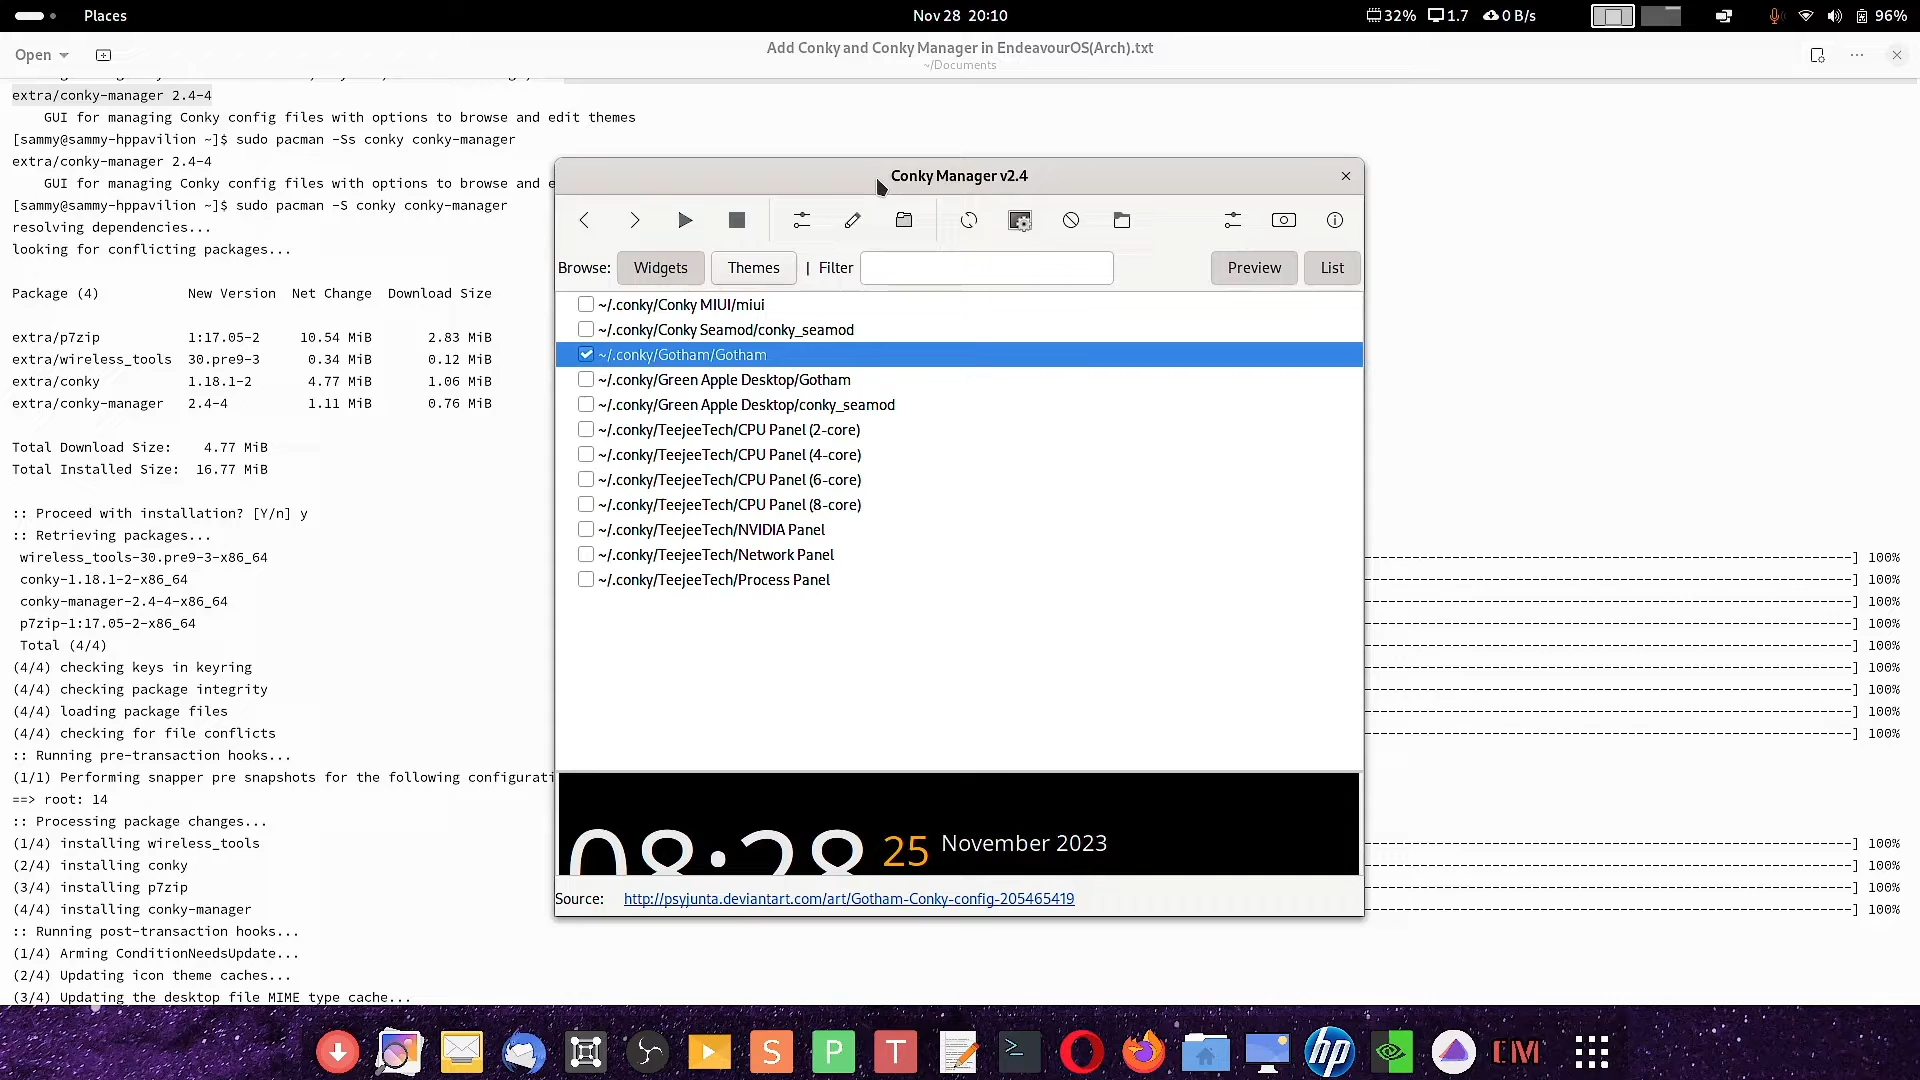 Places
Nov 28 20:10
32% 1.7 0 B/s 96%
Open
Add Conky and Conky Manager in EndeavourOS(Arch).txt
~/Documents
extra/conky-manager 2.4-4
GUI for managing Conky config files with options to browse and edit themes
[sammy@sammy-hppavilion ~]$ sudo pacman -Ss conky conky-manager
extra/conky-manager 2.4-4
GUI for managing Conky config files with options to browse and e
[sammy@sammy-hppavilion ~]$ sudo pacman -S conky conky-manager
resolving dependencies...
looking for conflicting packages...
Package (4) New Version Net Change Download Size
extra/p7zip 1:17.05-2 10.54 MiB 2.83 MiB
extra/wireless_tools 30.pre9-3 0.34 MiB 0.12 MiB
extra/conky 1.18.1-2 4.77 MiB 1.06 MiB
extra/conky-manager 2.4-4 1.11 MiB 0.76 MiB
Total Download Size: 4.77 MiB
Total Installed Size: 16.77 MiB
:: Proceed with installation? [Y/n] y
:: Retrieving packages...
wireless_tools-30.pre9-3-x86_64 ] 100%
conky-1.18.1-2-x86_64 ] 100%
conky-manager-2.4-4-x86_64 ] 100%
p7zip-1:17.05-2-x86_64 ] 100%
Total (4/4) ] 100%
(4/4) checking keys in keyring ] 100%
(4/4) checking package integrity ] 100%
(4/4) loading package files ] 100%
(4/4) checking for file conflicts ] 100%
:: Running pre-transaction hooks...
(1/1) Performing snapper pre snapshots for the following configurati
==> root: 14
:: Processing package changes...
(1/4) installing wireless_tools ] 100%
(2/4) installing conky ] 100%
(3/4) installing p7zip ] 100%
(4/4) installing conky-manager ] 100%
:: Running post-transaction hooks...
(1/4) Arming ConditionNeedsUpdate...
(2/4) Updating icon theme caches...
(3/4) Updating the desktop file MIME type cache...
Conky Manager v2.4
Browse: Widgets Themes | Filter Preview List
~/.conky/Conky MIUI/miui
~/.conky/Conky Seamod/conky_seamod
~/.conky/Gotham/Gotham
~/.conky/Green Apple Desktop/Gotham
~/.conky/Green Apple Desktop/conky_seamod
~/.conky/TeejeeTech/CPU Panel (2-core)
~/.conky/TeejeeTech/CPU Panel (4-core)
~/.conky/TeejeeTech/CPU Panel (6-core)
~/.conky/TeejeeTech/CPU Panel (8-core)
~/.conky/TeejeeTech/NVIDIA Panel
~/.conky/TeejeeTech/Network Panel
~/.conky/TeejeeTech/Process Panel
08:28 25 November 2023
Source: http://psyjunta.deviantart.com/art/Gotham-Conky-config-205465419
S P T hp CM